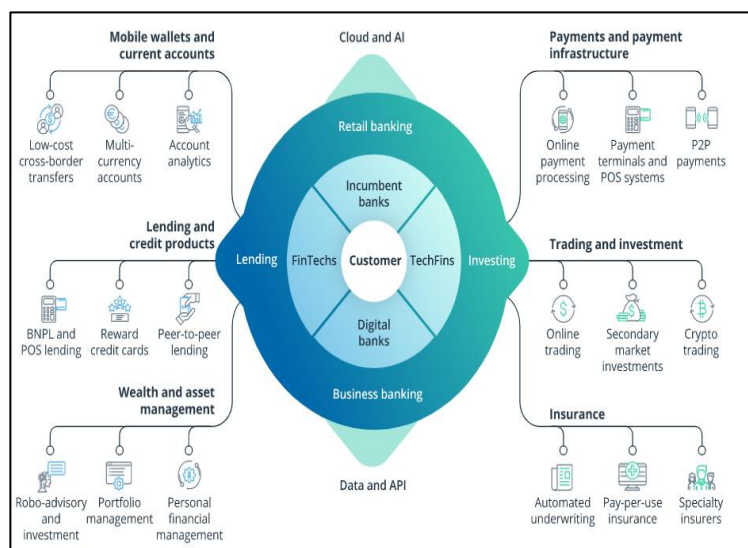 Mobile wallets and
current accounts
Low-cost
cross-border
transfers
Multi-
currency
accounts
Account
analytics
Lending and
credit products
BNPL and
POS lending
Reward
credit cards
Peer-to-peer
lending
Wealth and asset
management
Robo-advisory
and
investment
Portfolio
management
Personal
financial
management
Cloud and AI
Retail banking
Incumbent
banks
Lending
FinTechs
Customer
TechFins
Investing
Digital
banks
Business banking
Data and API
Payments and payment
infrastructure
Online
payment
processing
Payment
terminals and
POS systems
P2P
payments
Trading and investment
Online
trading
Secondary
market
investments
Crypto
trading
Insurance
Automated
underwriting
Pay-per-use
insurance
Specialty
insurers